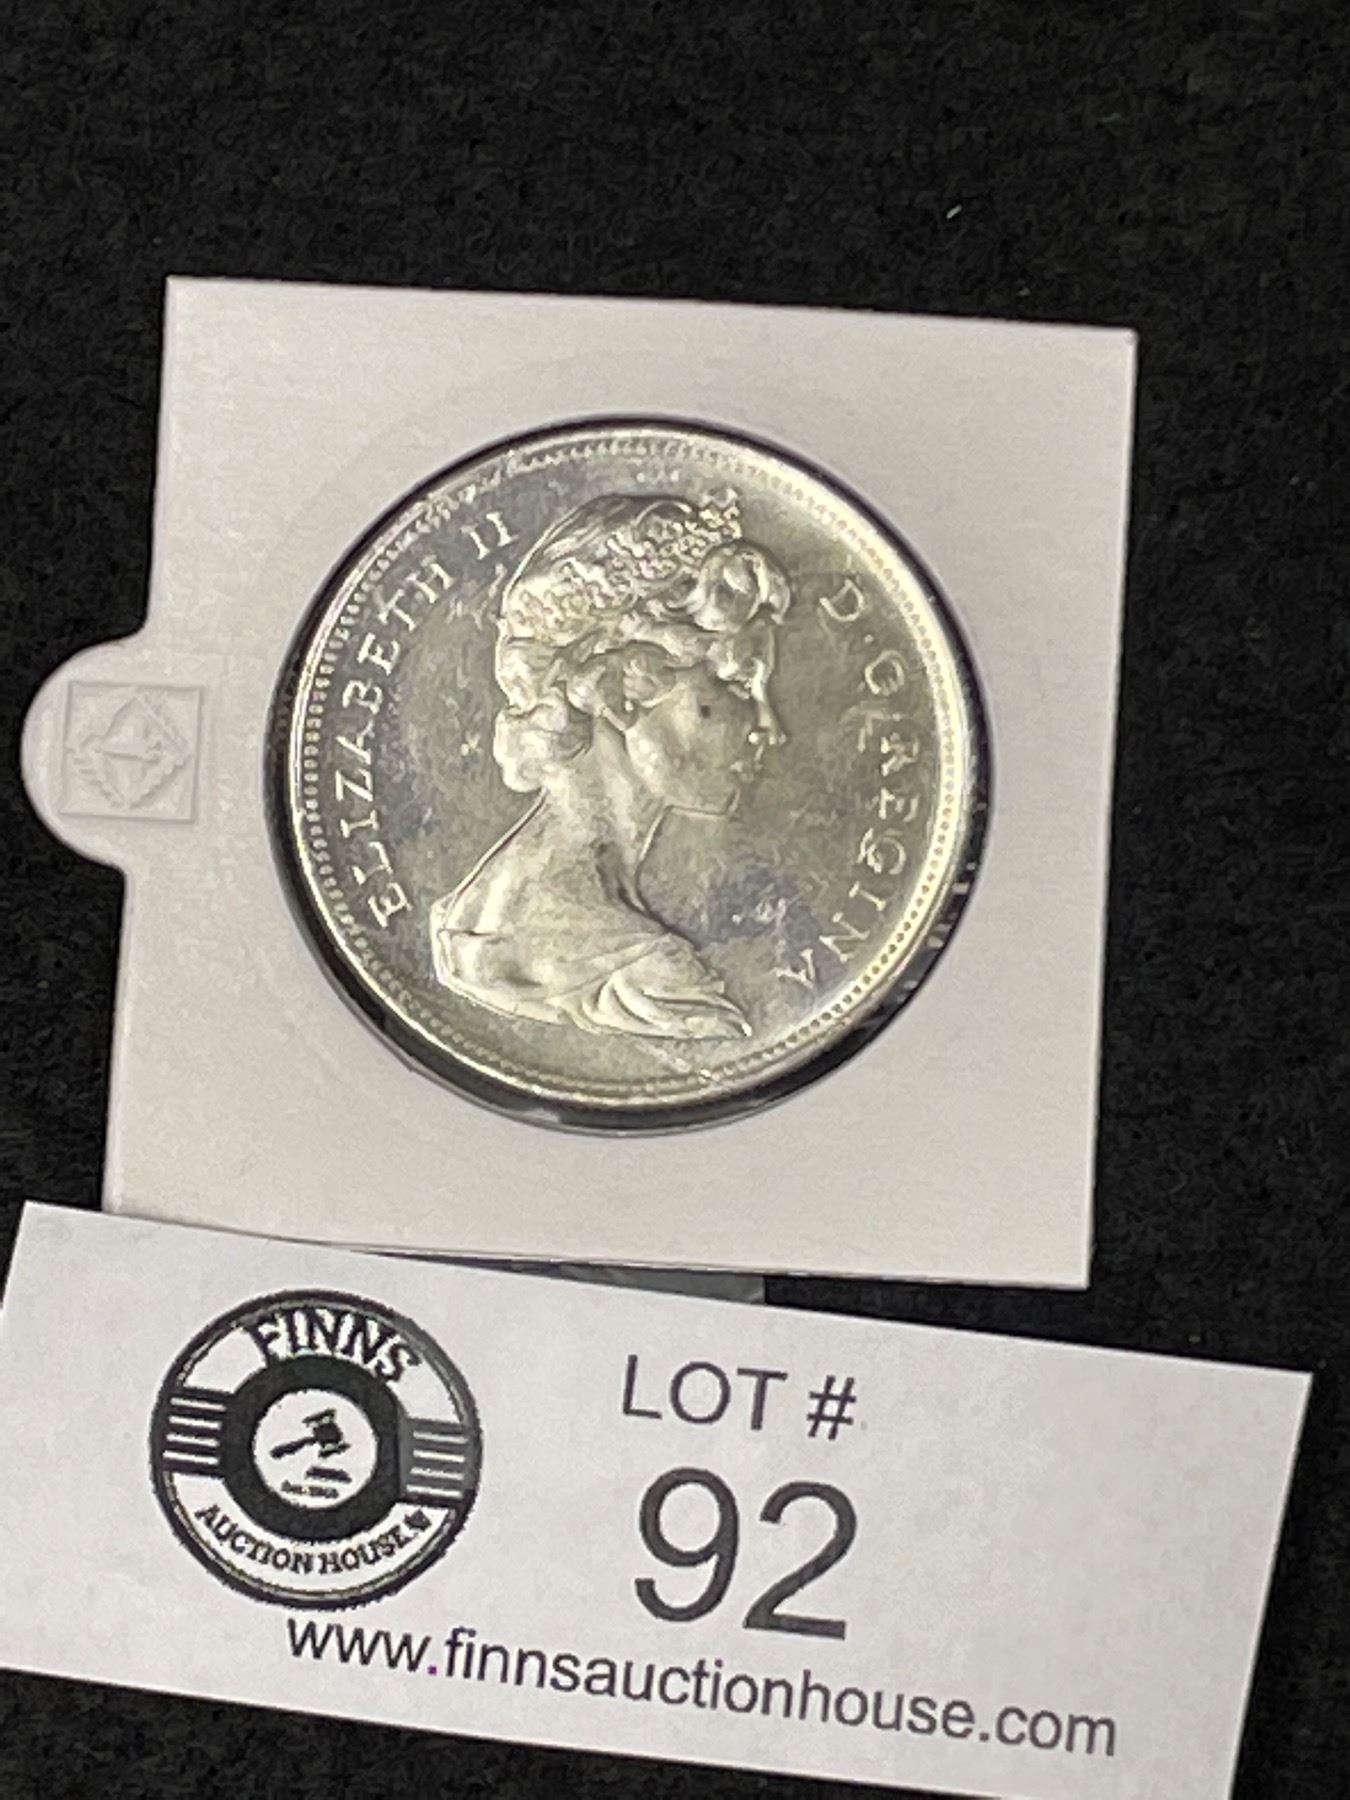 ELIZABETH II D·G·REGINA
FINNS
AUCTION HOUSE
LOT #
92
www.finnsauctionhouse.com